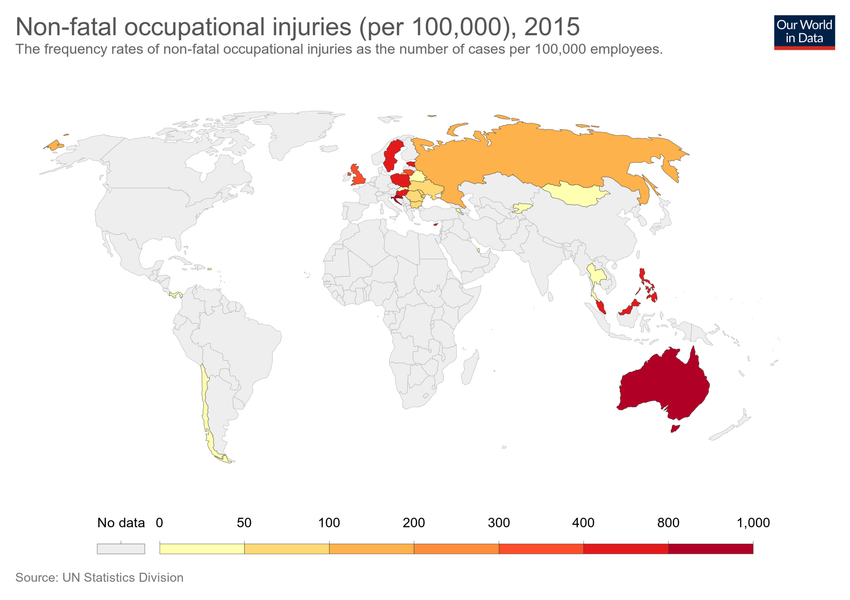 Non-fatal occupational injuries (per 100,000), 2015
Our World
in Data
The frequency rates of non-fatal occupational injuries as the number of cases per 100,000 employees.
No data 0 50 100 200 300 400 800 1,000
Source: UN Statistics Division